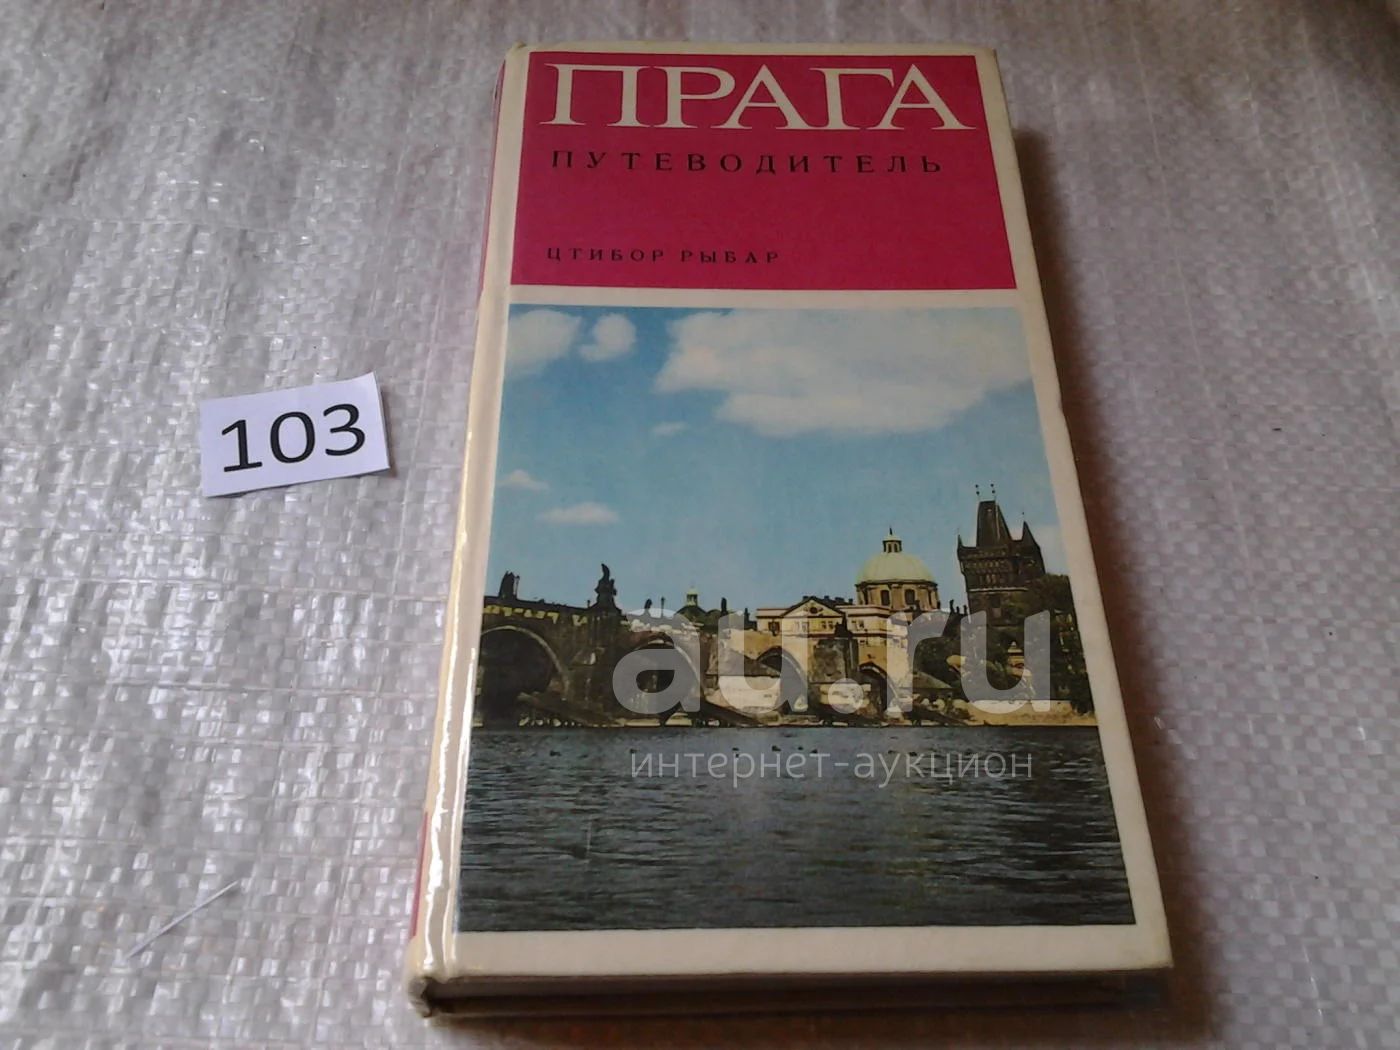 ПРАГА
ПУТЕВОДИТЕЛЬ
ЦТИБОР РЫБАР
103
au.ru
интернет-аукцион